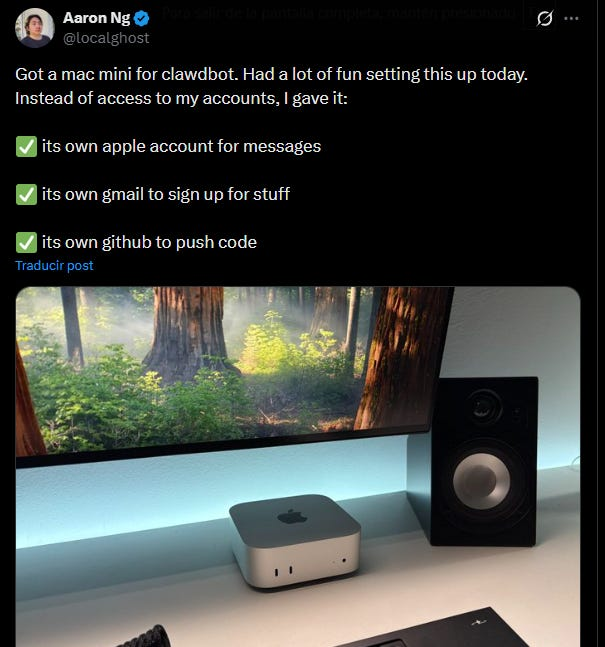 Aaron Ng
Para salir de la pantalla completa, mantén presionado
@localghost
Got a mac mini for clawdbot. Had a lot of fun setting this up today.
Instead of access to my accounts, I gave it:
✅ its own apple account for messages
✅ its own gmail to sign up for stuff
✅ its own github to push code
Traducir post